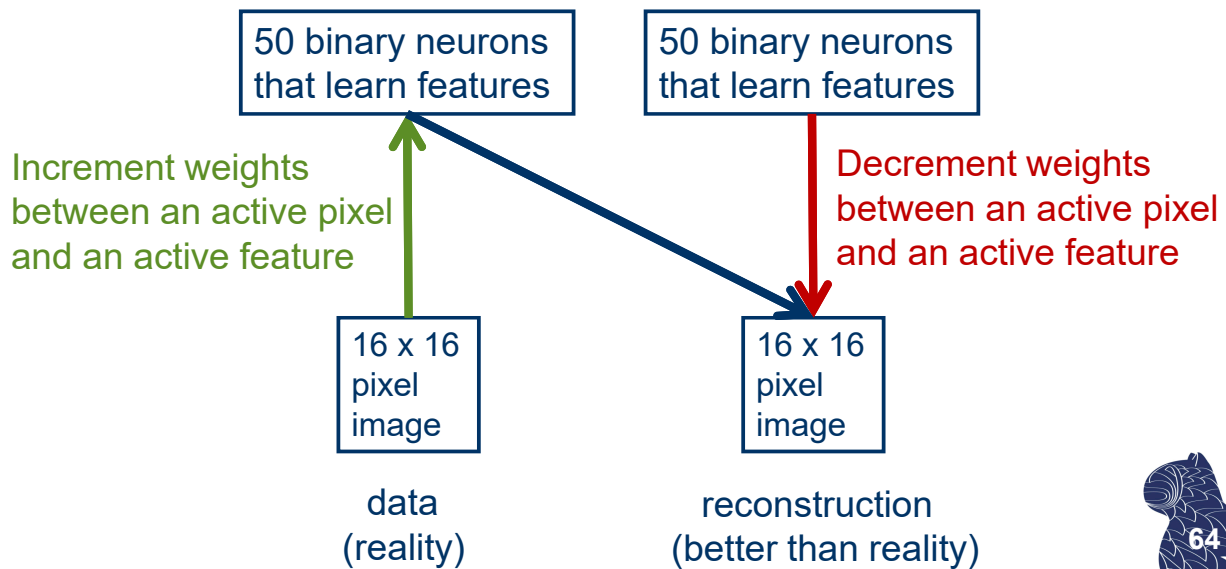 50 binary neurons
that learn features
50 binary neurons
that learn features
Increment weights
between an active pixel
and an active feature
Decrement weights
between an active pixel
and an active feature
16 x 16
pixel
image
16 x 16
pixel
image
data
(reality)
reconstruction
(better than reality)
64